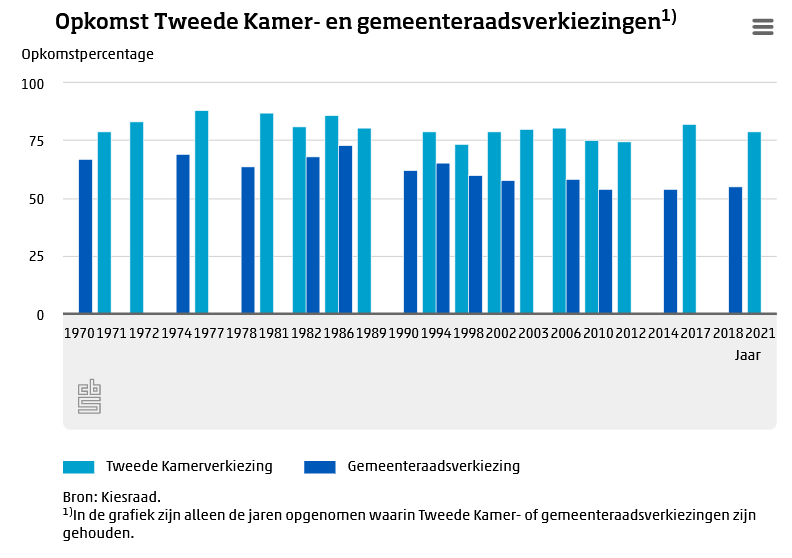 Opkomst Tweede Kamer- en gemeenteraadsverkiezingen¹⁾
Opkomstpercentage
100
75
50
25
0
1970 1971 1972 1974 1977 1978 1981 1982 1986 1989 1990 1994 1998 2002 2003 2006 2010 2012 2014 2017 2018 2021
Jaar
cbs
Tweede Kamerverkiezing Gemeenteraadsverkiezing
Bron: Kiesraad.
¹⁾In de grafiek zijn alleen de jaren opgenomen waarin Tweede Kamer- of gemeenteraadsverkiezingen zijn
gehouden.